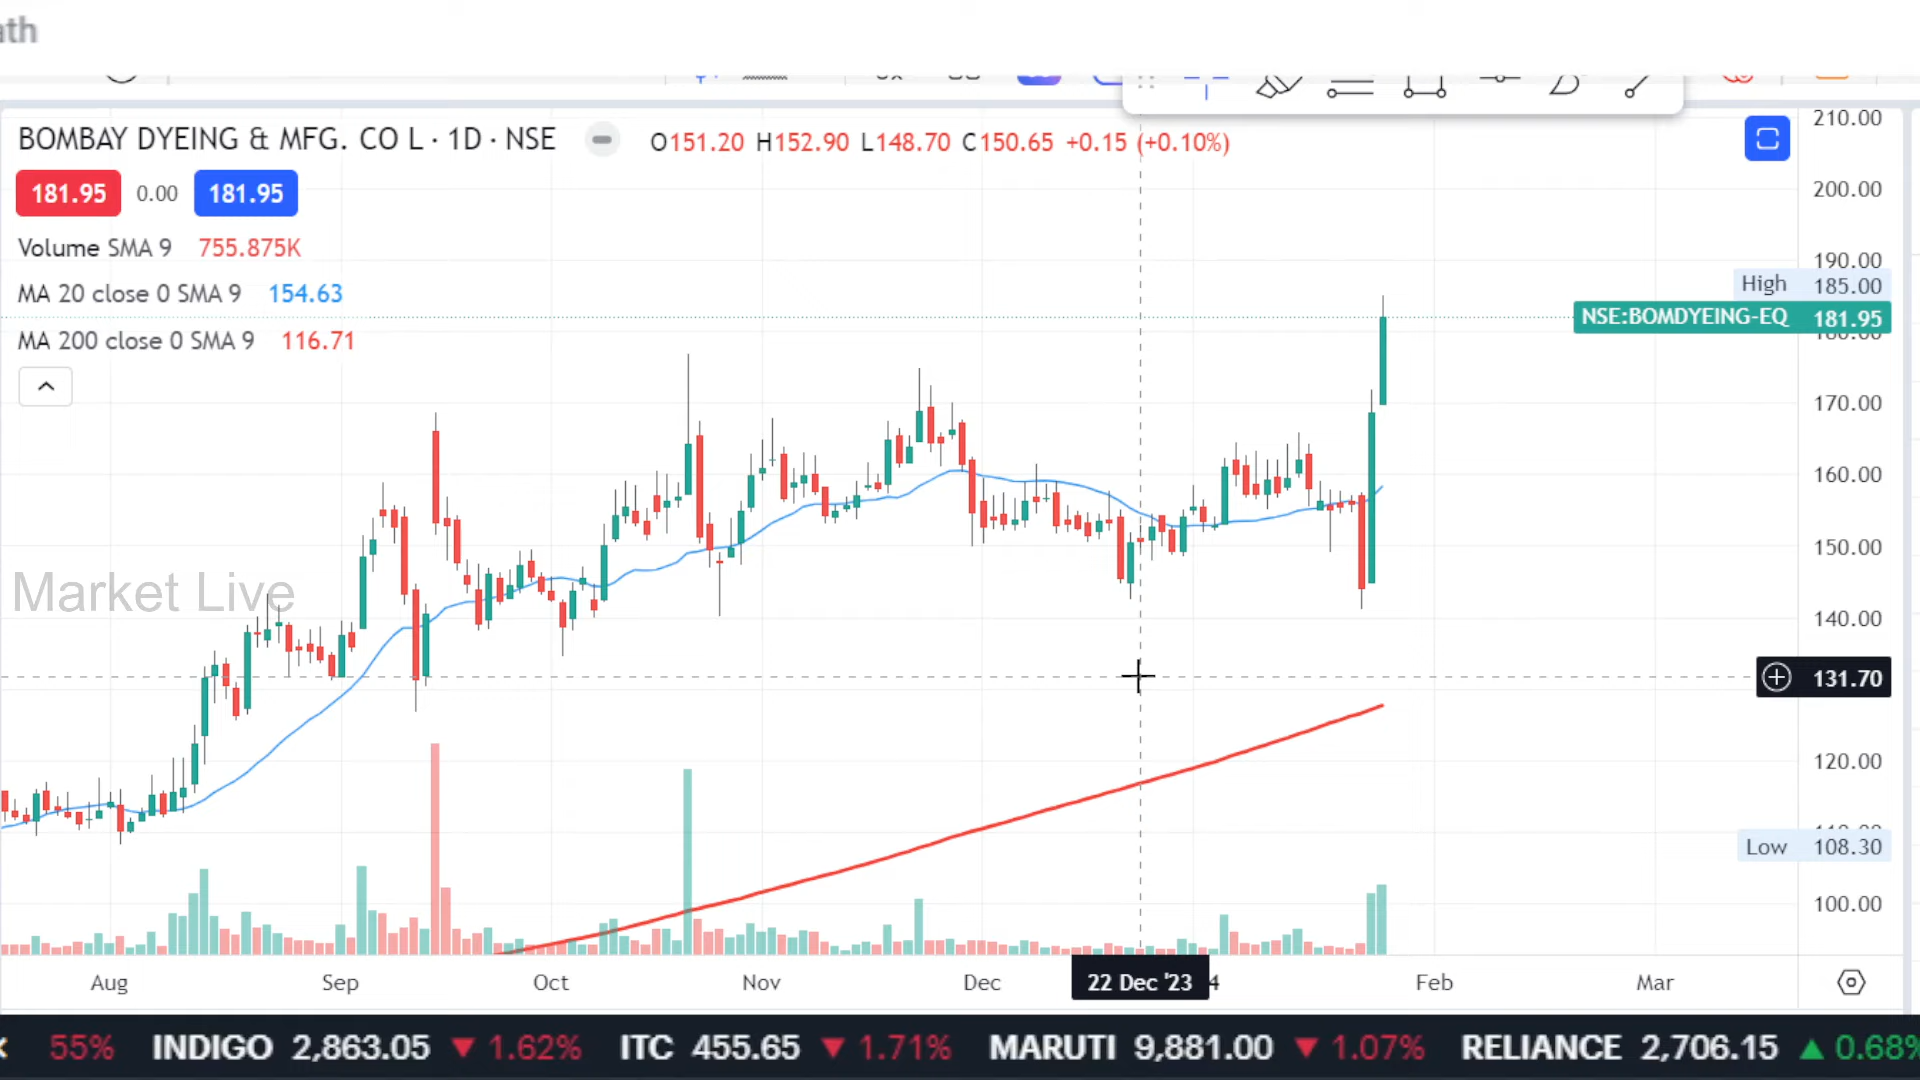 ath
BOMBAY DYEING & MFG. CO L · 1D · NSE
O151.20 H152.90 L148.70 C150.65 +0.15 (+0.10%)
181.95 0.00 181.95
Volume SMA 9 755.875K
MA 20 close 0 SMA 9 154.63
MA 200 close 0 SMA 9 116.71
Market Live
210.00
200.00
190.00
High 185.00
NSE:BOMDYEING-EQ 181.95
180.00
170.00
160.00
150.00
140.00
131.70
120.00
Low 108.30
100.00
Aug Sep Oct Nov Dec 22 Dec '23 4 Feb Mar
55% INDIGO 2,863.05 ▼ 1.62% ITC 455.65 ▼ 1.71% MARUTI 9,881.00 ▼ 1.07% RELIANCE 2,706.15 ▲ 0.68%